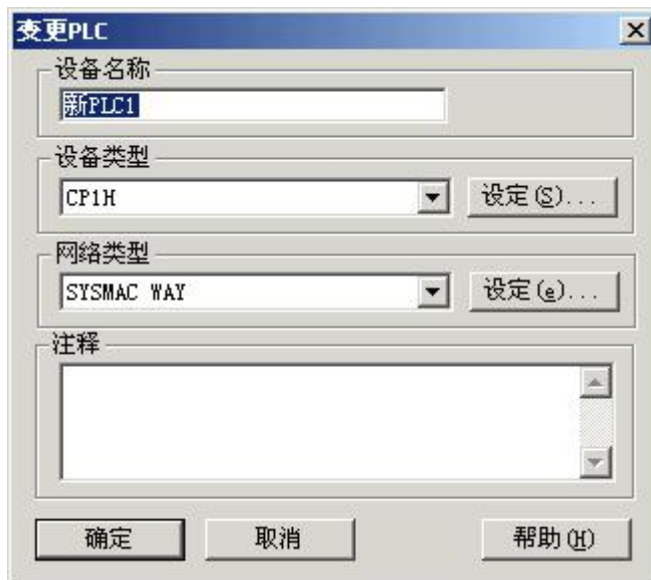 变更PLC
设备名称
新PLC1
设备类型
CP1H
设定(S)...
网络类型
SYSMAC WAY
设定(e)...
注释
确定
取消
帮助(H)